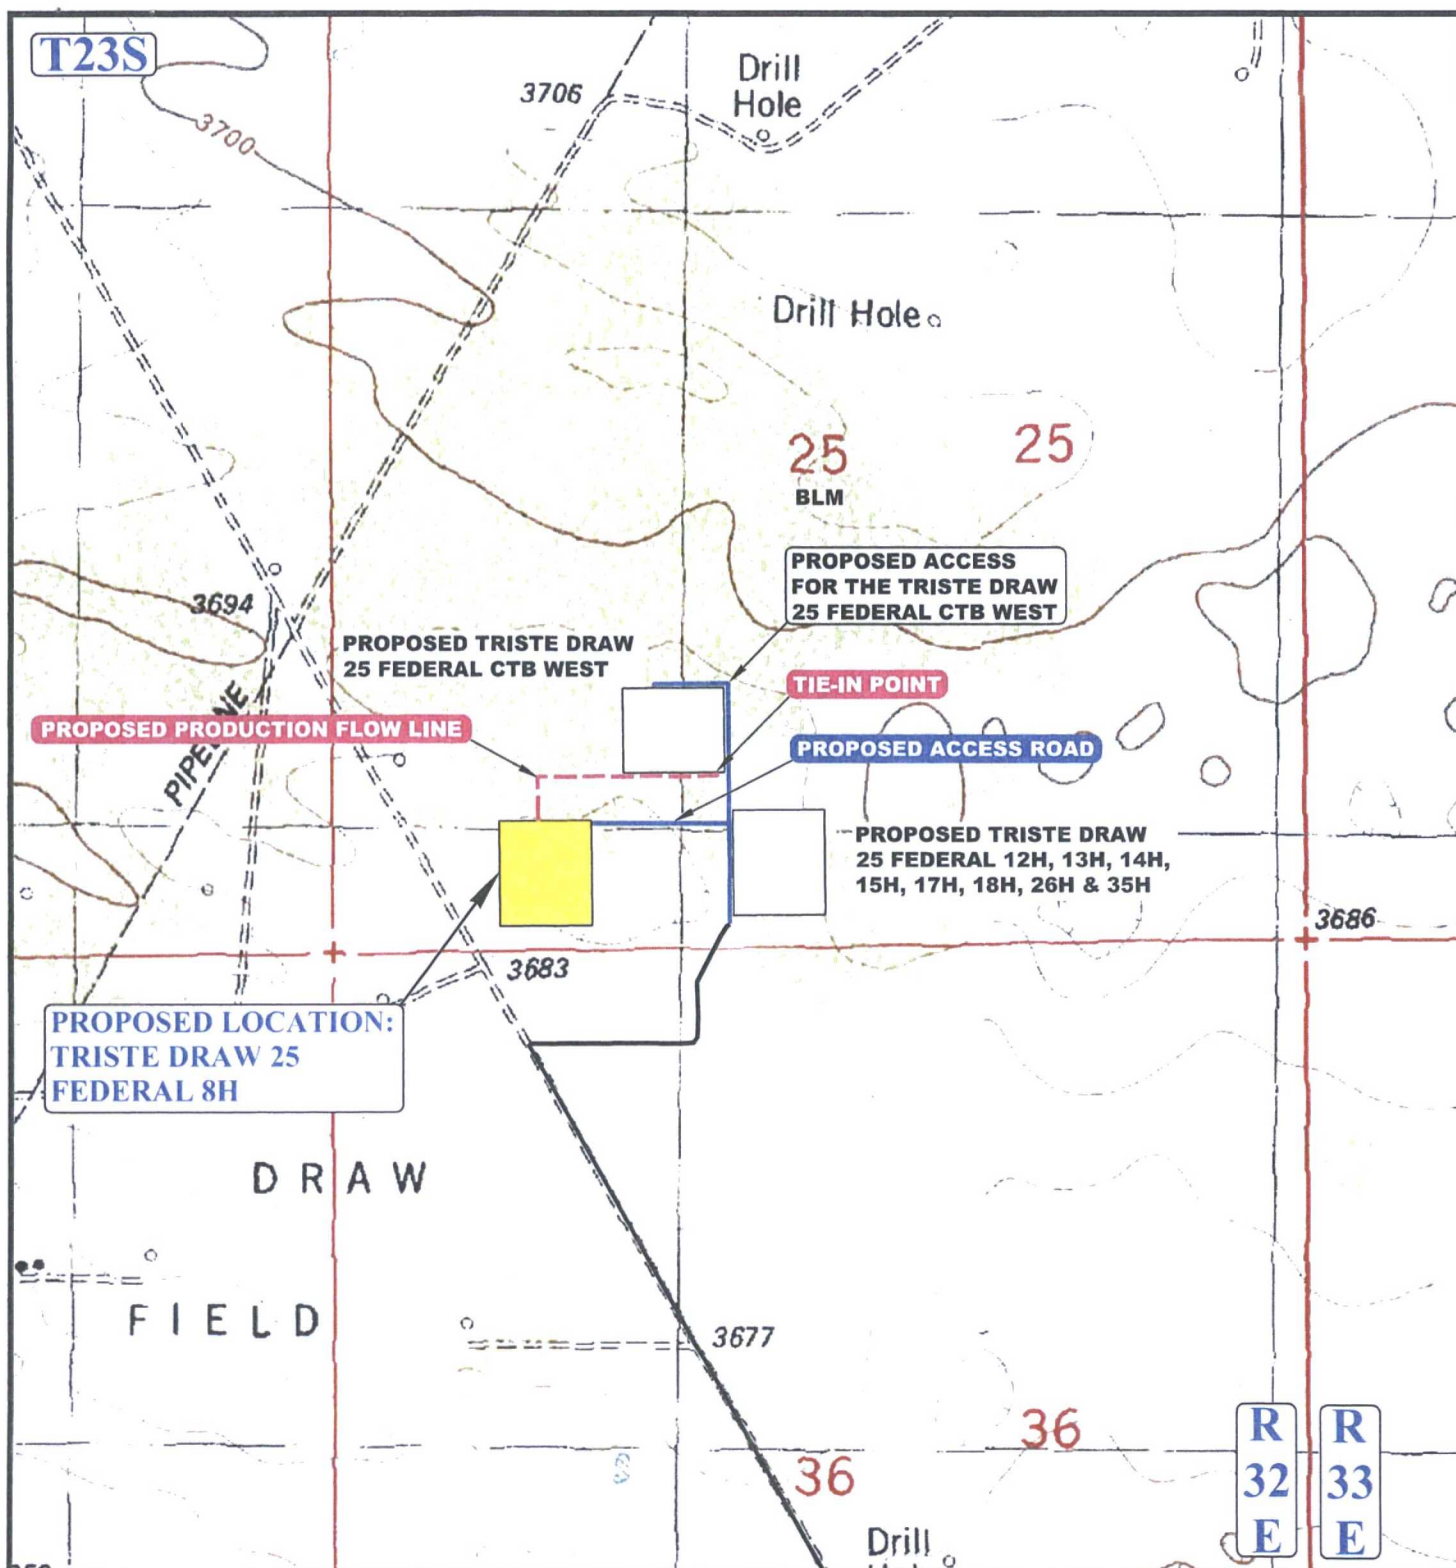 T23S
Drill
Hole
3706
3700
Drill Hole
25
25
BLM
PROPOSED ACCESS
FOR THE TRISTE DRAW
25 FEDERAL CTB WEST
3694
PROPOSED TRISTE DRAW
25 FEDERAL CTB WEST
TIE-IN POINT
PROPOSED PRODUCTION FLOW LINE
PROPOSED ACCESS ROAD
PIPELINE
PROPOSED TRISTE DRAW
25 FEDERAL 12H, 13H, 14H,
15H, 17H, 18H, 26H & 35H
3686
3683
PROPOSED LOCATION:
TRISTE DRAW 25
FEDERAL 8H
DRAW
FIELD
3677
36
36
R
32
E
R
33
E
Drill